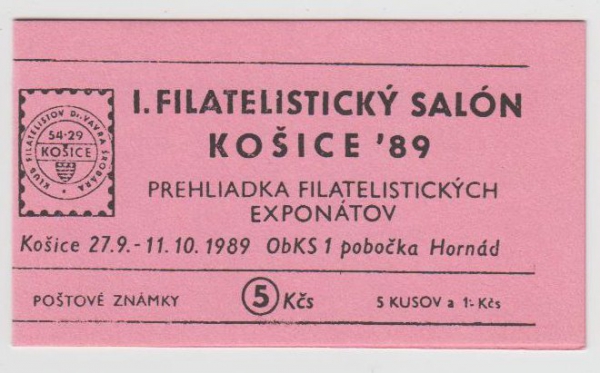 I. FILATELISTICKÝ SALÓN
KOŠICE '89
KLUB FILATELISTOV Dr. VAVRA ŠROBÁRA
54-29
KOŠICE
PREHLIADKA FILATELISTICKÝCH
EXPONÁTOV
Košice 27.9. - 11.10. 1989 ObKS 1 pobočka Hornád
POŠTOVÉ ZNÁMKY 5 Kčs 5 KUSOV a 1.- Kčs